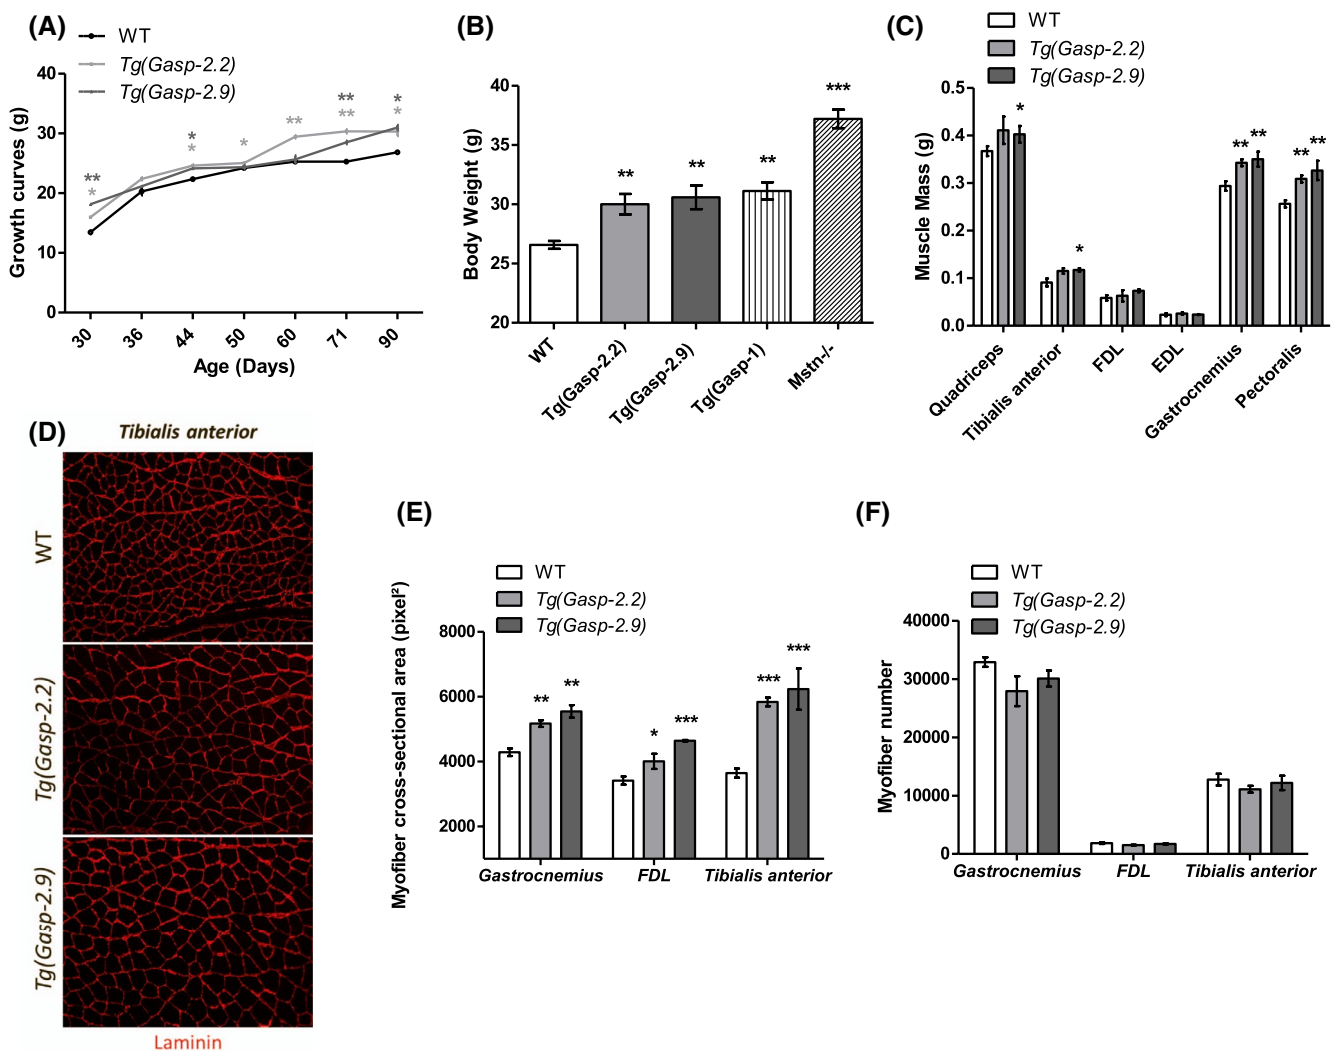 (A)
WT
Tg(Gasp-2.2)
Tg(Gasp-2.9)
Growth curves (g)
40
30
20
10
0
** * * * * ** ** ** * *
30 36 44 50 60 71 90
Age (Days)
(B)
Body Weight (g)
40
35
30
25
20
** ** ** ***
WT Tg(Gasp-2.2) Tg(Gasp-2.9) Tg(Gasp-1) Mstn-/-
(C)
WT
Tg(Gasp-2.2)
Tg(Gasp-2.9)
Muscle Mass (g)
0.5
0.4
0.3
0.2
0.1
0.0
* * ** ** ** **
Quadriceps Tibialis anterior FDL EDL Gastrocnemius Pectoralis
(D)
Tibialis anterior
WT
Tg(Gasp-2.2)
Tg(Gasp-2.9)
Laminin
(E)
WT
Tg(Gasp-2.2)
Tg(Gasp-2.9)
Myofiber cross-sectional area (pixel²)
8000
6000
4000
2000
** ** * *** *** ***
Gastrocnemius FDL Tibialis anterior
(F)
WT
Tg(Gasp-2.2)
Tg(Gasp-2.9)
Myofiber number
40000
30000
20000
10000
0
Gastrocnemius FDL Tibialis anterior